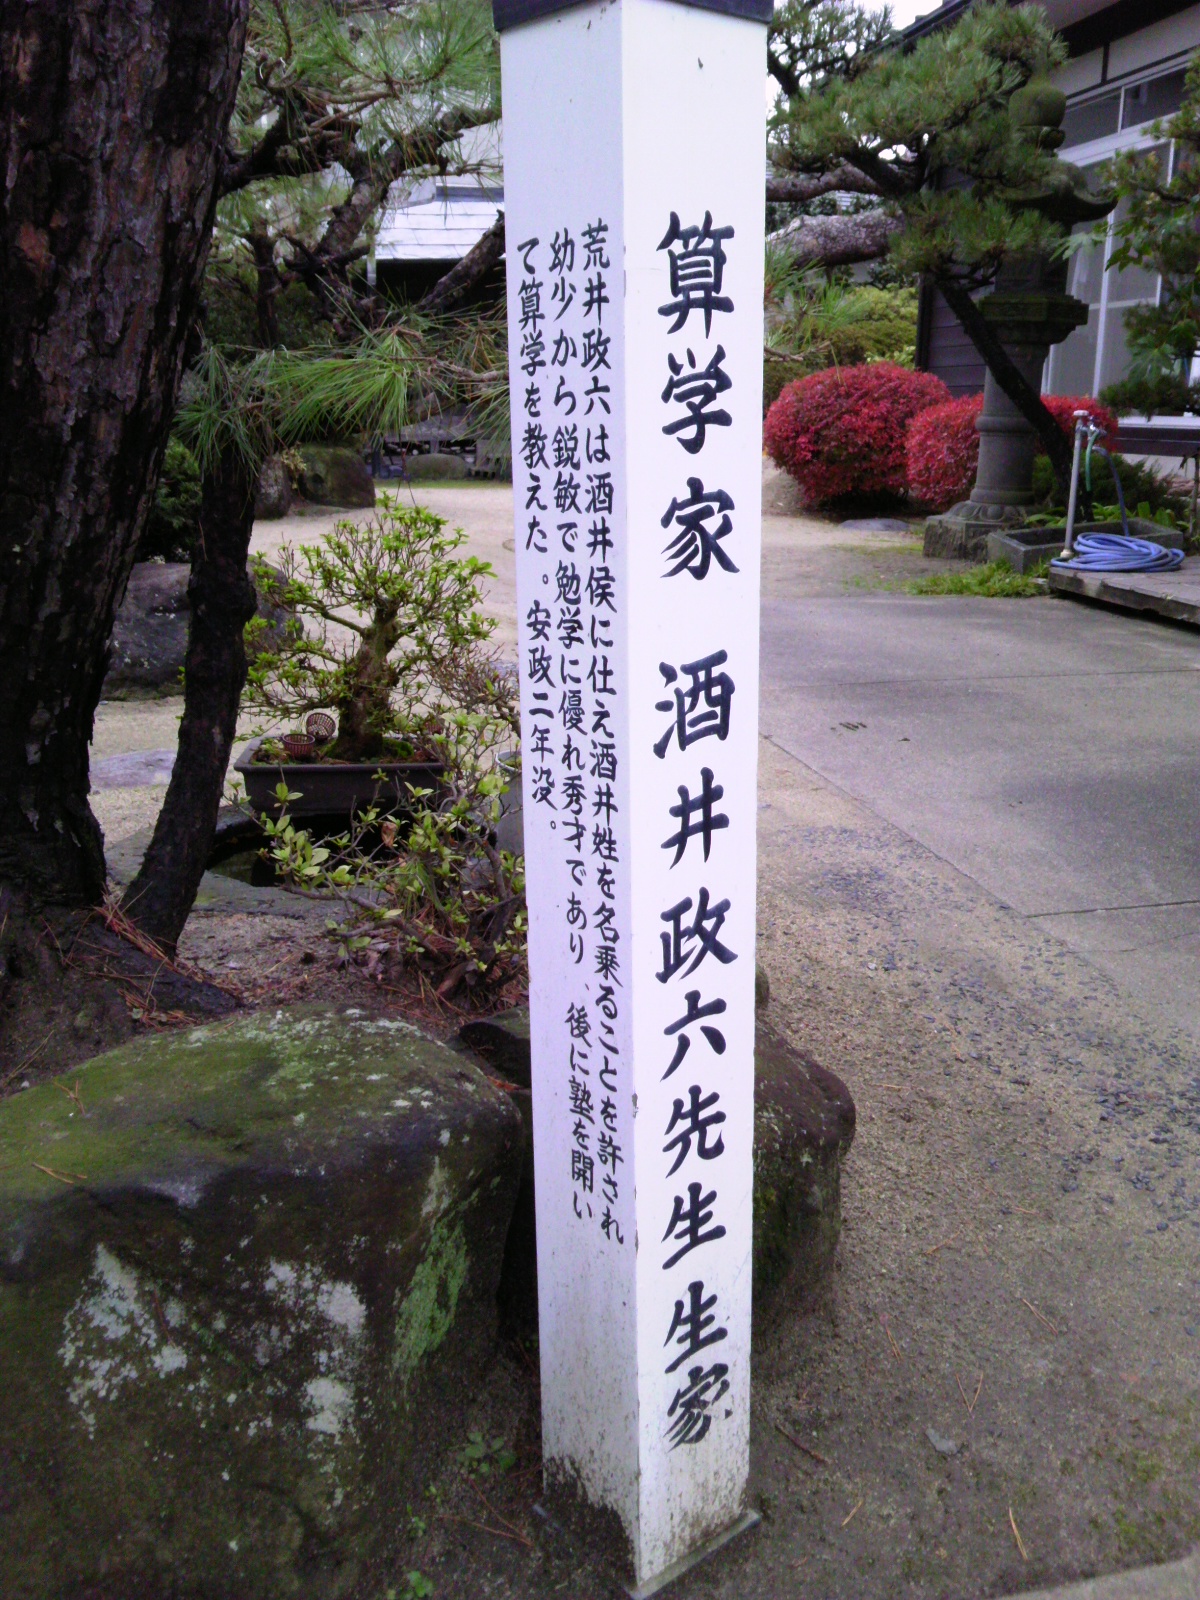 算学家 酒井政六先生生家
荒井政六は酒井侯に仕え酒井姓を名乗ることを許され
幼少から鋭敏で勉学に優れ秀才であり、後に塾を開い
て算学を教えた。安政二年没。